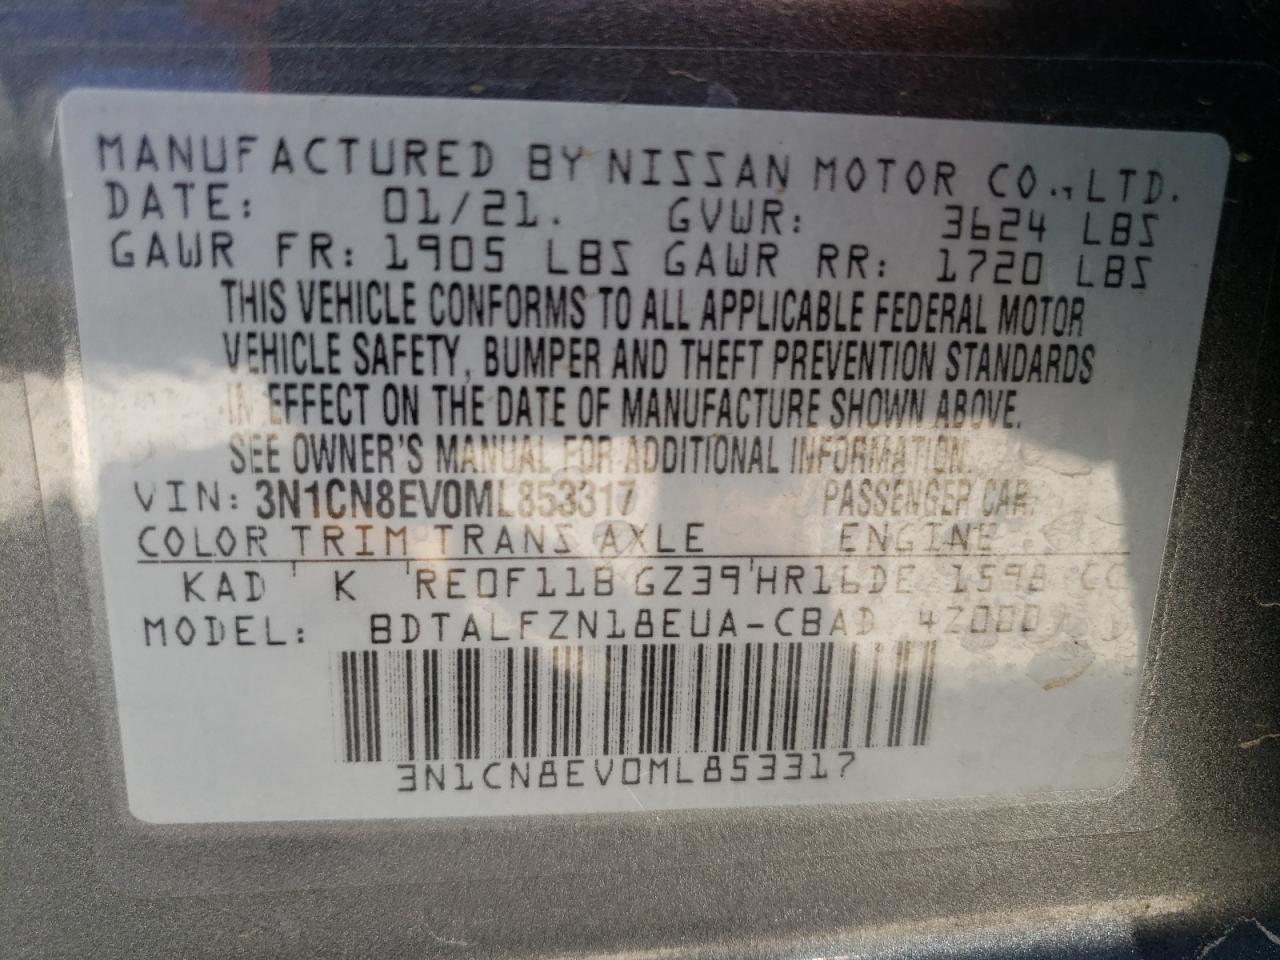 MANUFACTURED BY NISSAN MOTOR CO., LTD.
DATE: 01/21. GVWR: 3624 LBS
GAWR FR: 1905 LBS GAWR RR: 1720 LBS
THIS VEHICLE CONFORMS TO ALL APPLICABLE FEDERAL MOTOR
VEHICLE SAFETY, BUMPER AND THEFT PREVENTION STANDARDS
IN EFFECT ON THE DATE OF MANUFACTURE SHOWN ABOVE.
SEE OWNER'S MANUAL FOR ADDITIONAL INFORMATION.
VIN: 3N1CN8EV0ML853317 PASSENGER CAR.
COLOR TRIM TRANS AXLE ENGINE
KAD K RE0F11B GZ39 HR16DE 1598 CC
MODEL: BDTALFZN18EUA-CBAD 4Z000
3N1CN8EV0ML853317